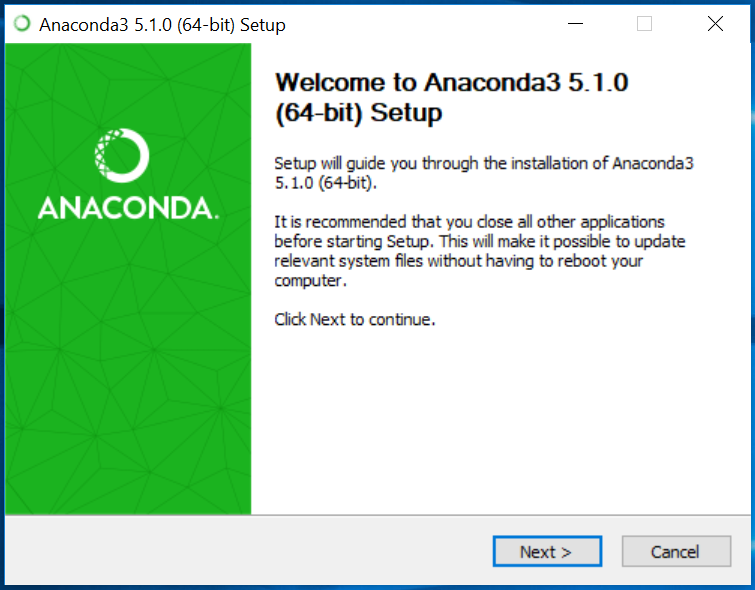 Anaconda3 5.1.0 (64-bit) Setup
ANACONDA.
Welcome to Anaconda3 5.1.0
(64-bit) Setup
Setup will guide you through the installation of Anaconda3
5.1.0 (64-bit).
It is recommended that you close all other applications
before starting Setup. This will make it possible to update
relevant system files without having to reboot your
computer.
Click Next to continue.
Next >
Cancel